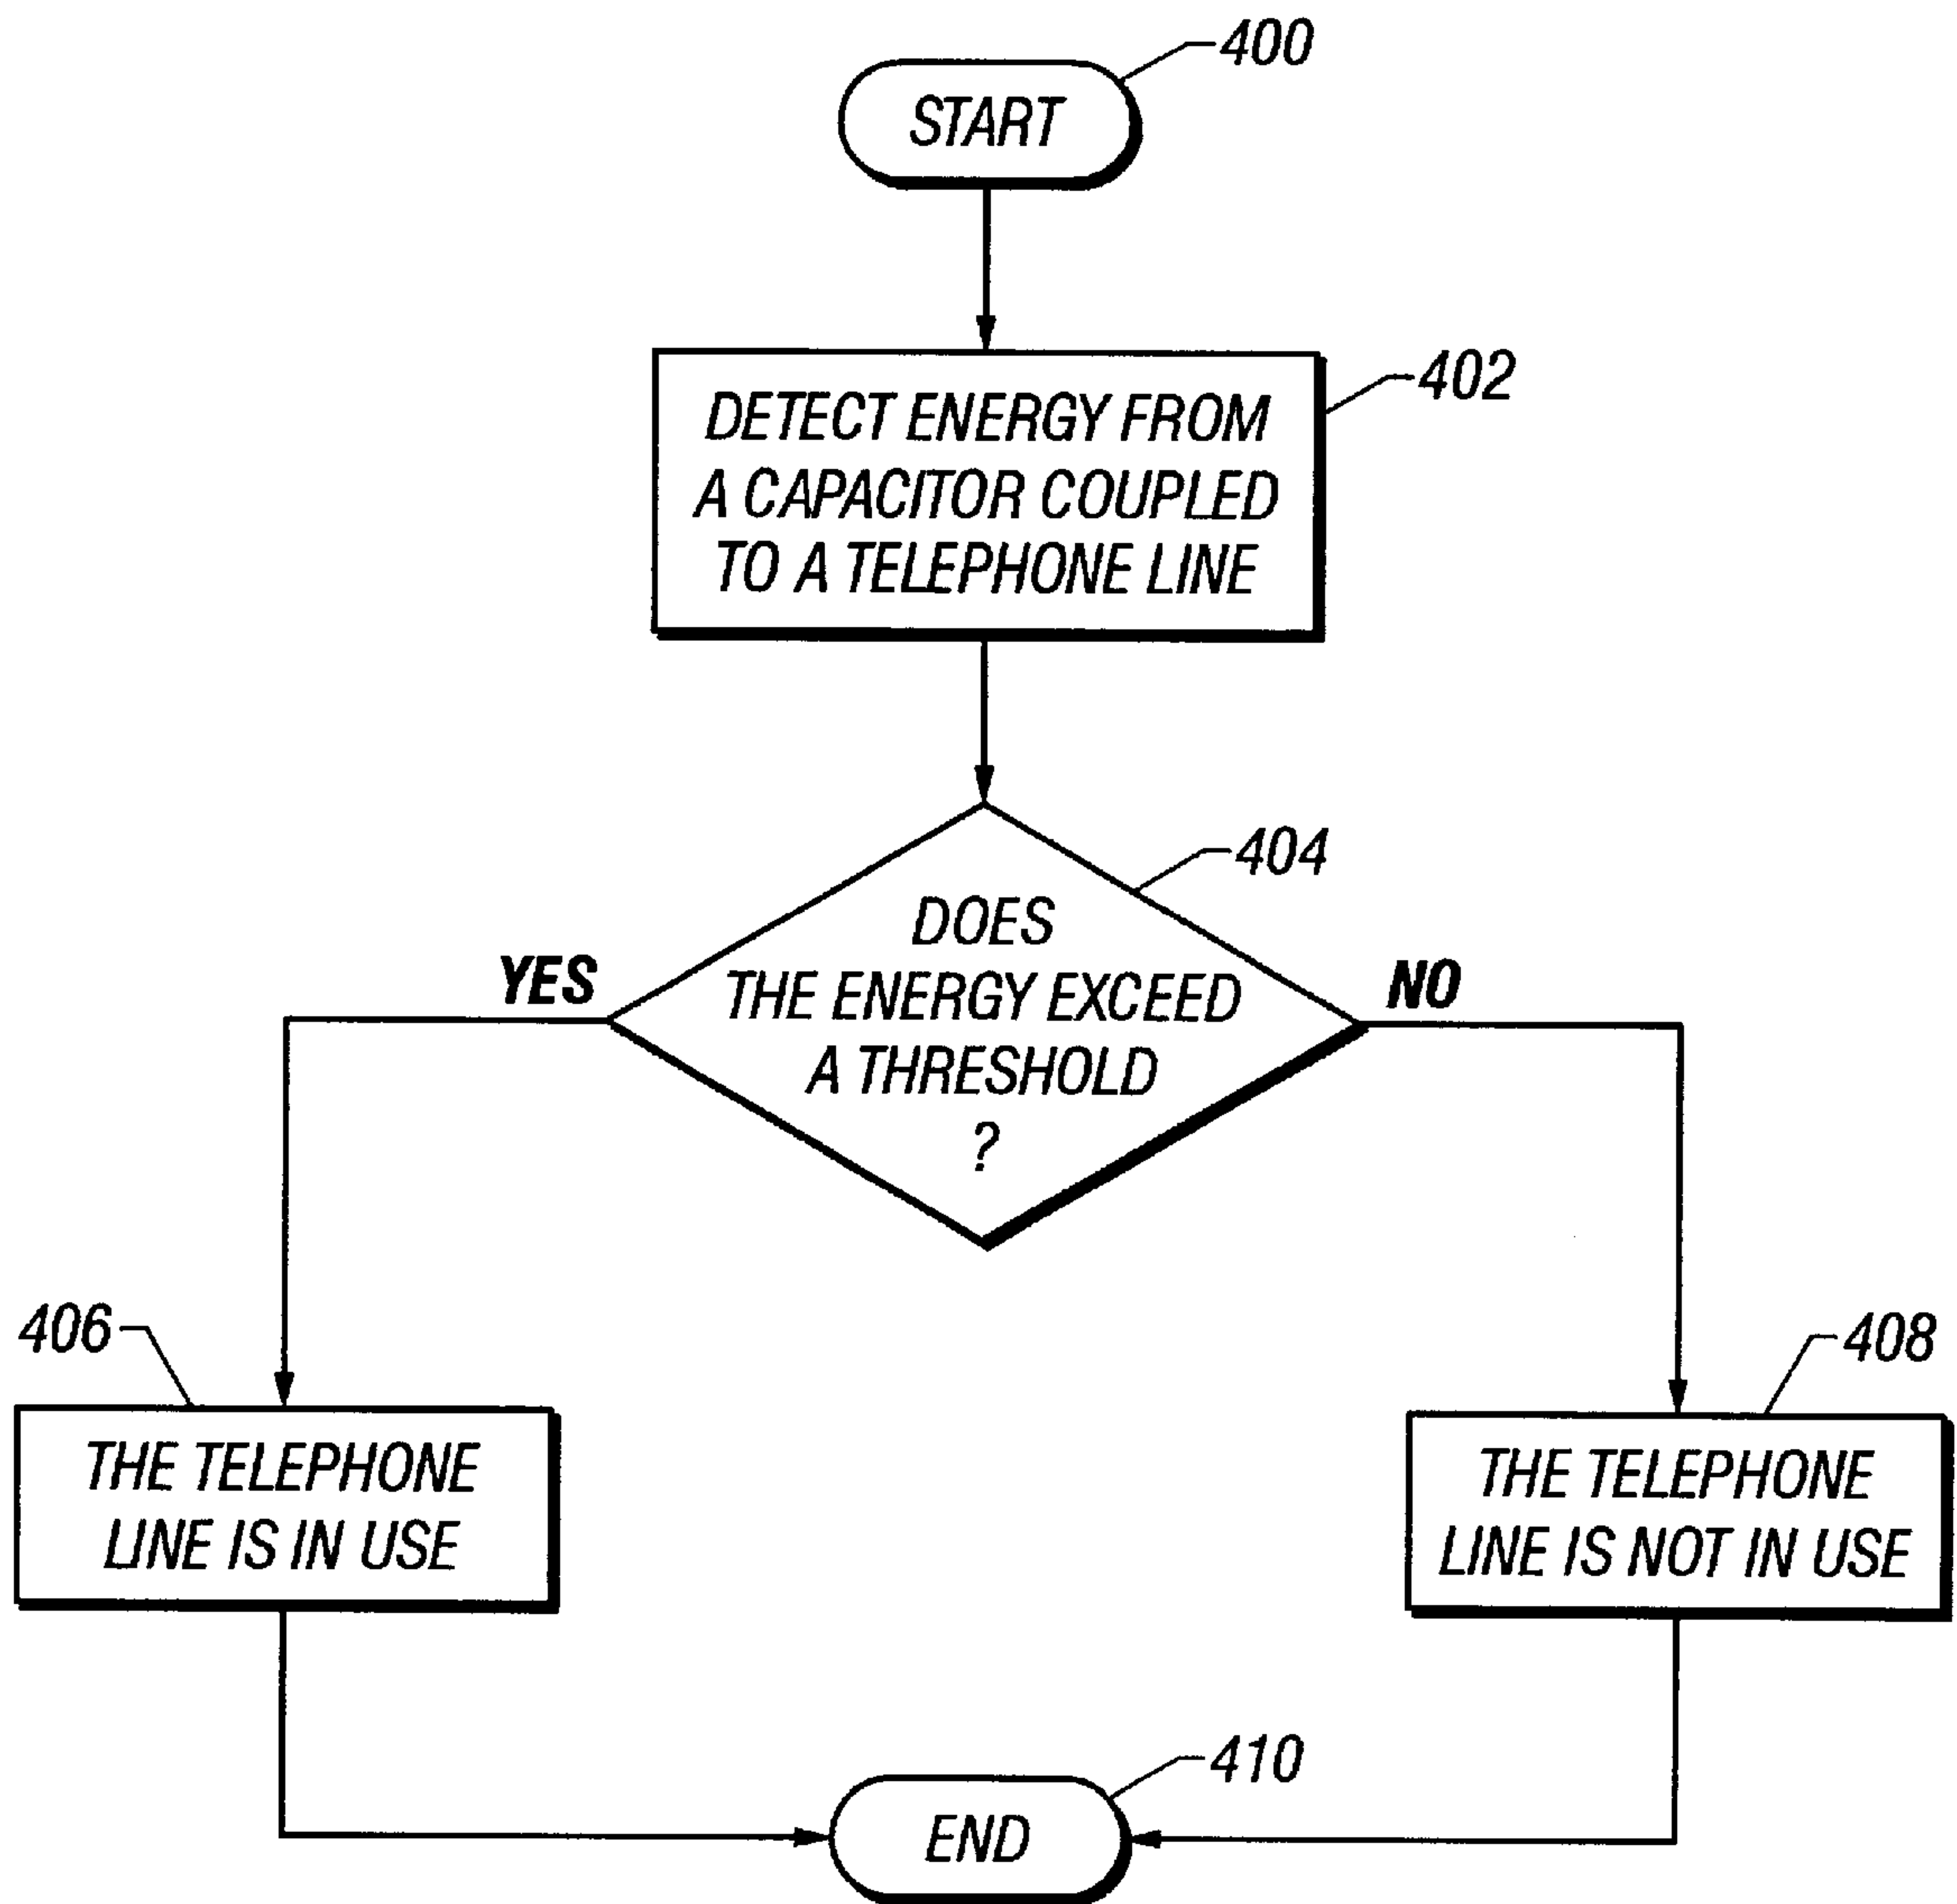 400
START
402
DETECT ENERGY FROM
A CAPACITOR COUPLED
TO A TELEPHONE LINE
404
DOES
THE ENERGY EXCEED
A THRESHOLD
?
YES
NO
406
THE TELEPHONE
LINE IS IN USE
408
THE TELEPHONE
LINE IS NOT IN USE
410
END